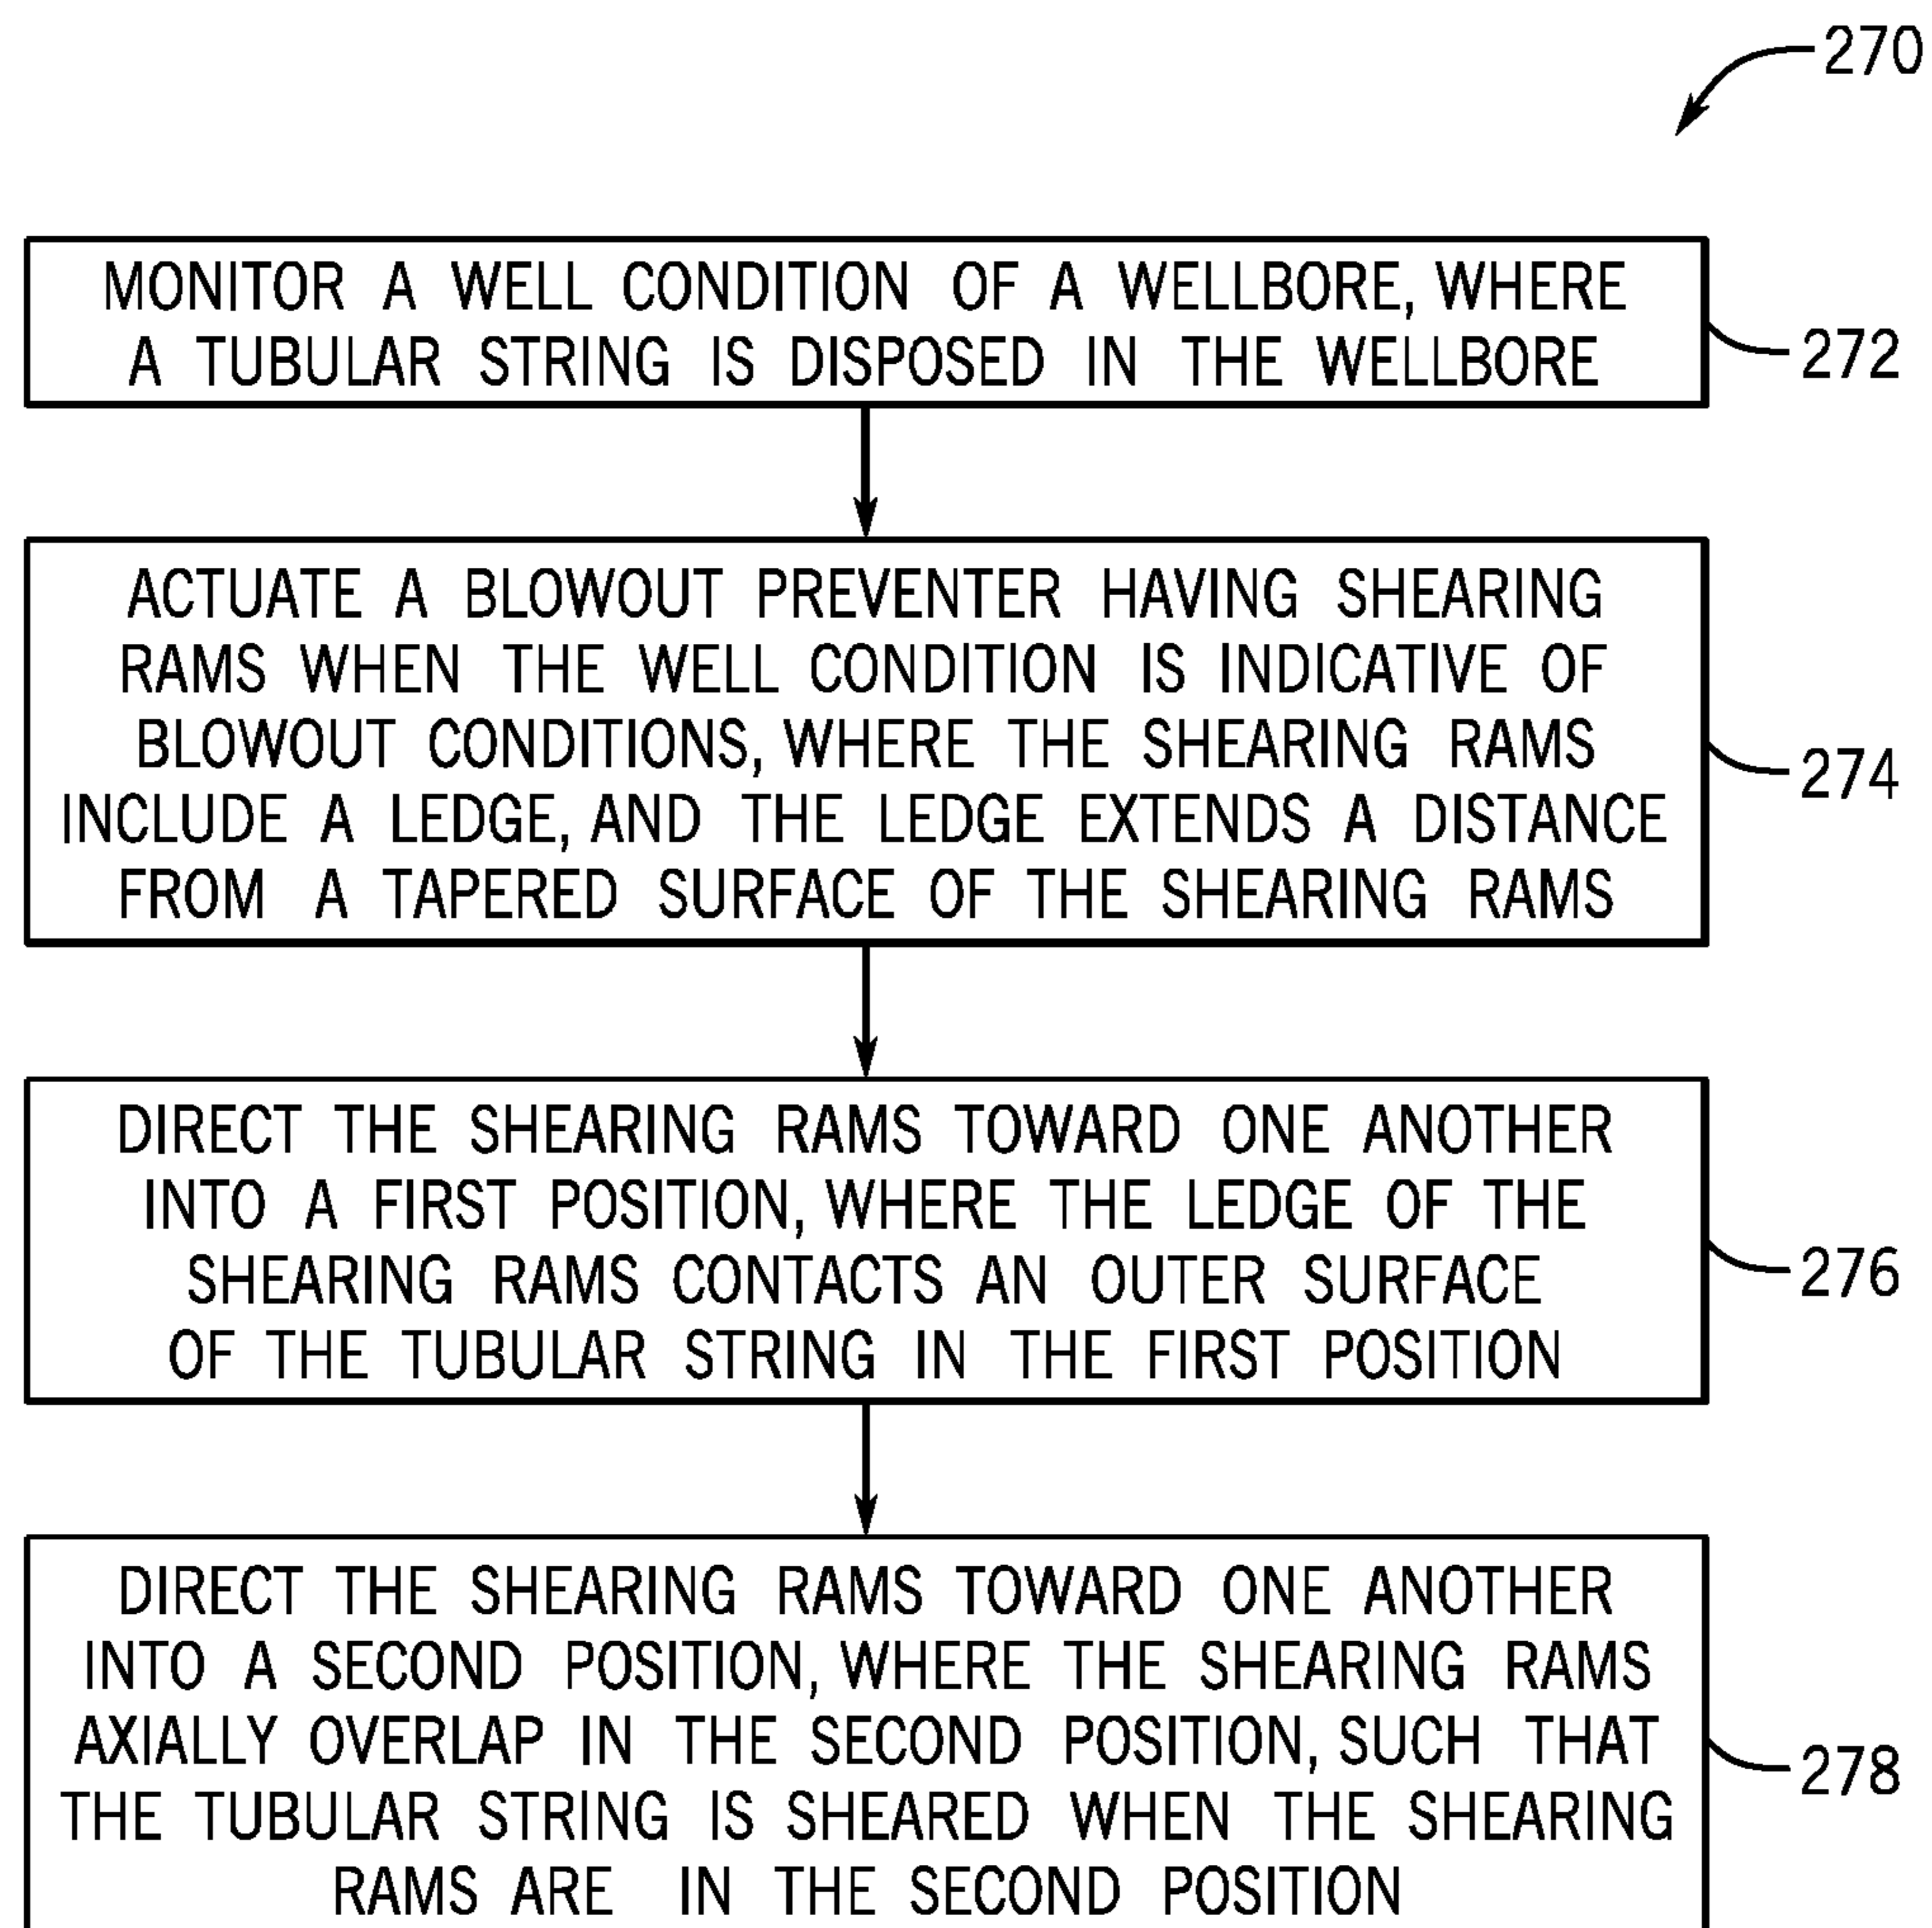 270
MONITOR A WELL CONDITION OF A WELLBORE, WHERE
A TUBULAR STRING IS DISPOSED IN THE WELLBORE
272
ACTUATE A BLOWOUT PREVENTER HAVING SHEARING
RAMS WHEN THE WELL CONDITION IS INDICATIVE OF
BLOWOUT CONDITIONS, WHERE THE SHEARING RAMS
INCLUDE A LEDGE, AND THE LEDGE EXTENDS A DISTANCE
FROM A TAPERED SURFACE OF THE SHEARING RAMS
274
DIRECT THE SHEARING RAMS TOWARD ONE ANOTHER
INTO A FIRST POSITION, WHERE THE LEDGE OF THE
SHEARING RAMS CONTACTS AN OUTER SURFACE
OF THE TUBULAR STRING IN THE FIRST POSITION
276
DIRECT THE SHEARING RAMS TOWARD ONE ANOTHER
INTO A SECOND POSITION, WHERE THE SHEARING RAMS
AXIALLY OVERLAP IN THE SECOND POSITION, SUCH THAT
THE TUBULAR STRING IS SHEARED WHEN THE SHEARING
RAMS ARE IN THE SECOND POSITION
278